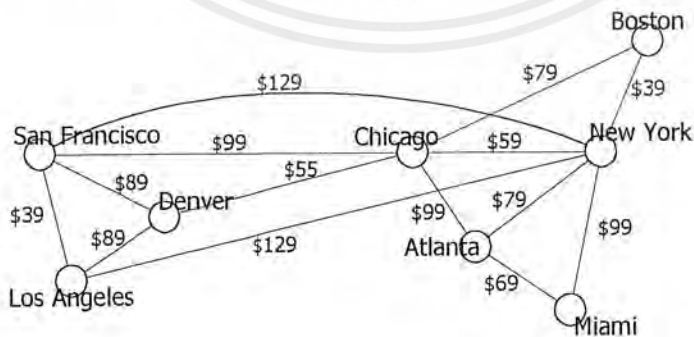 Boston
$79
$39
$129
San Francisco
$99
Chicago
$59
New York
$89
$55
Denver
$39
$89
$129
$99
$79
$99
Atlanta
$69
Los Angeles
Miami